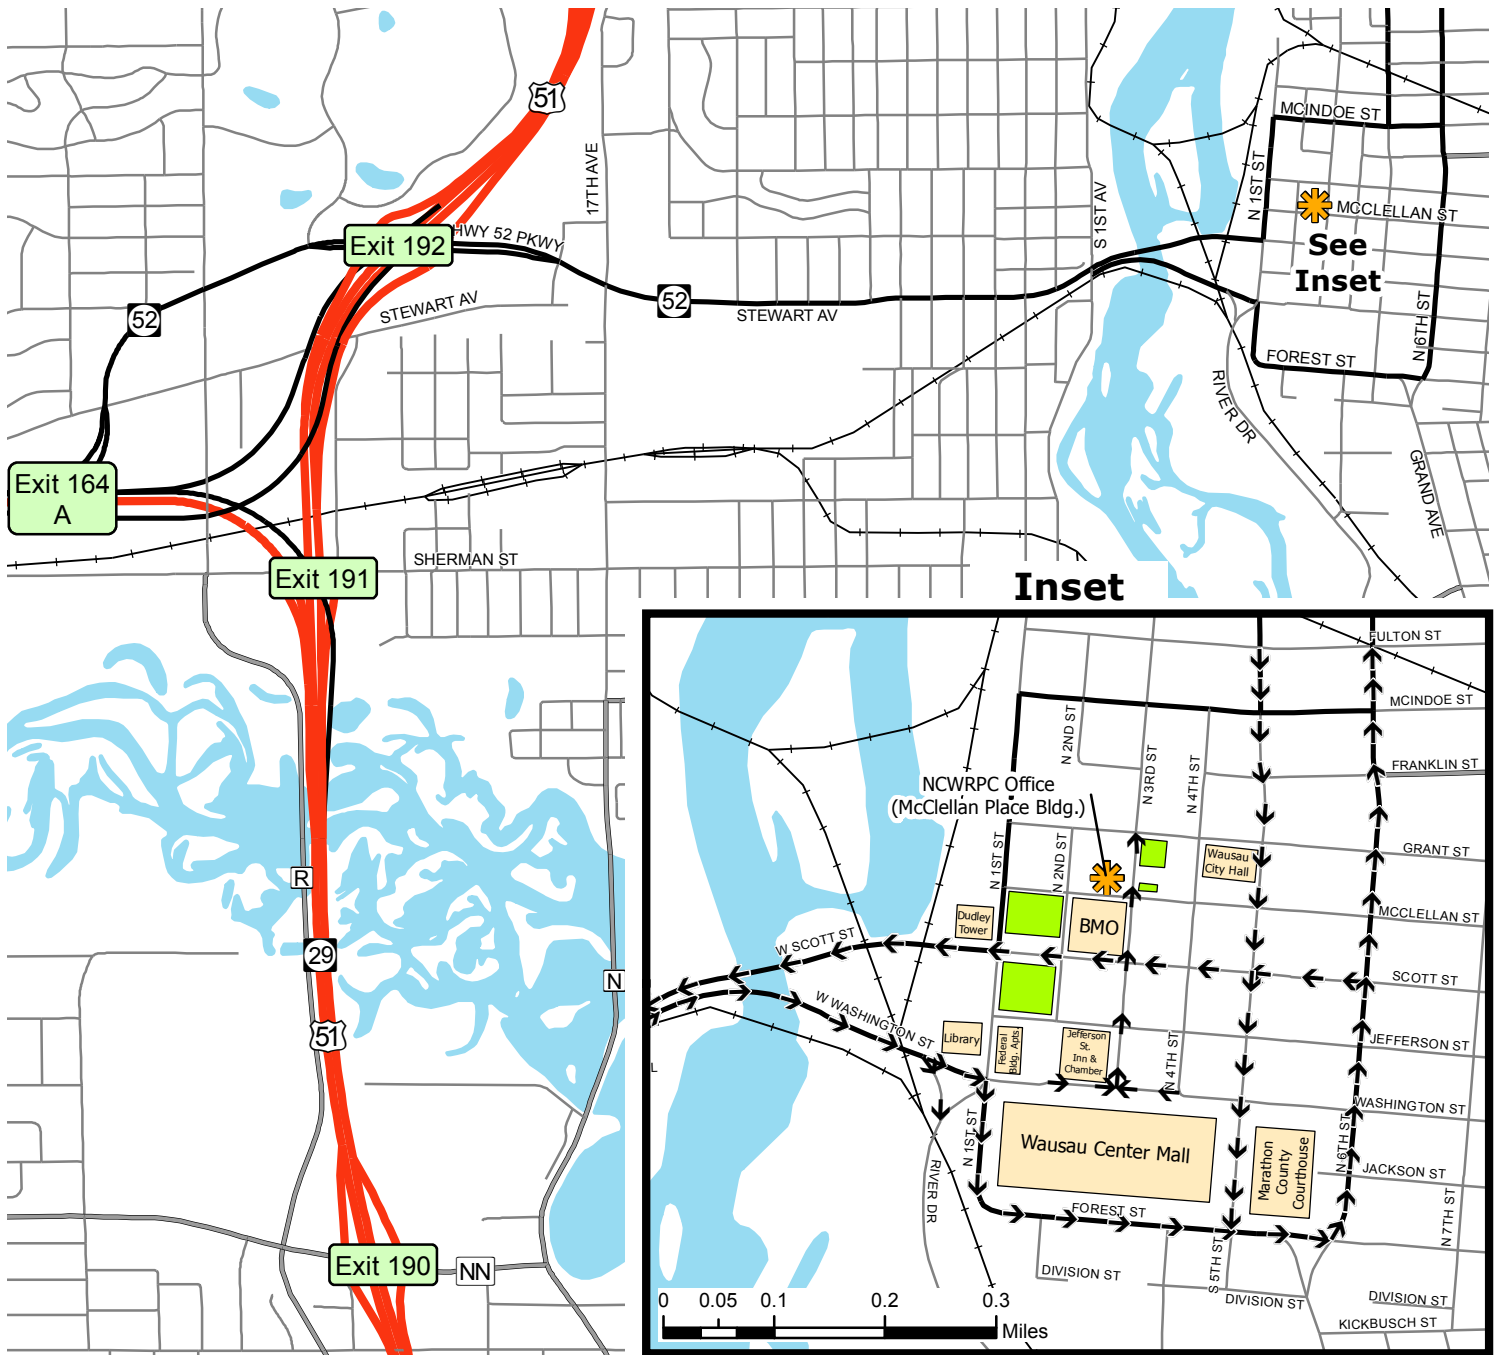 51
MCINDOE ST
17TH AVE
N 1ST ST
S 1ST AV
MCCLELLAN ST
See
Inset
HWY 52 PKWY
Exit 192
52
STEWART AV
52
STEWART AV
N 6TH ST
FOREST ST
RIVER DR
GRAND AVE
Exit 164
A
SHERMAN ST
Exit 191
R
29
N
51
Exit 190
NN
Inset
FULTON ST
MCINDOE ST
N 2ND ST
N 3RD ST
N 4TH ST
FRANKLIN ST
NCWRPC Office
(McClellan Place Bldg.)
N 1ST ST
N 2ND ST
Wausau
City Hall
GRANT ST
Dudley
Tower
BMO
MCCLELLAN ST
W SCOTT ST
SCOTT ST
W WASHINGTON ST
Library
Federal
Bldg. Apts
Jefferson
St.
Inn &
Chamber
JEFFERSON ST
N 4TH ST
WASHINGTON ST
L
N 1ST ST
Wausau Center Mall
Marathon
County
Courthouse
N 6TH ST
JACKSON ST
RIVER DR
FOREST ST
N 7TH ST
S 5TH ST
DIVISION ST
DIVISION ST
DIVISION ST
KICKBUSCH ST
0 0.05 0.1 0.2 0.3
Miles